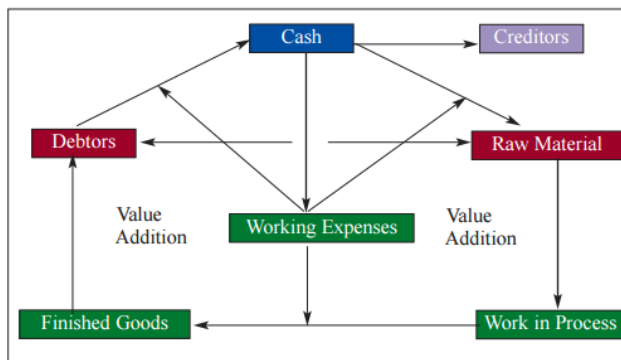 Cash
Creditors
Debtors
Raw Material
Value
Addition
Working Expenses
Value
Addition
Finished Goods
Work in Process